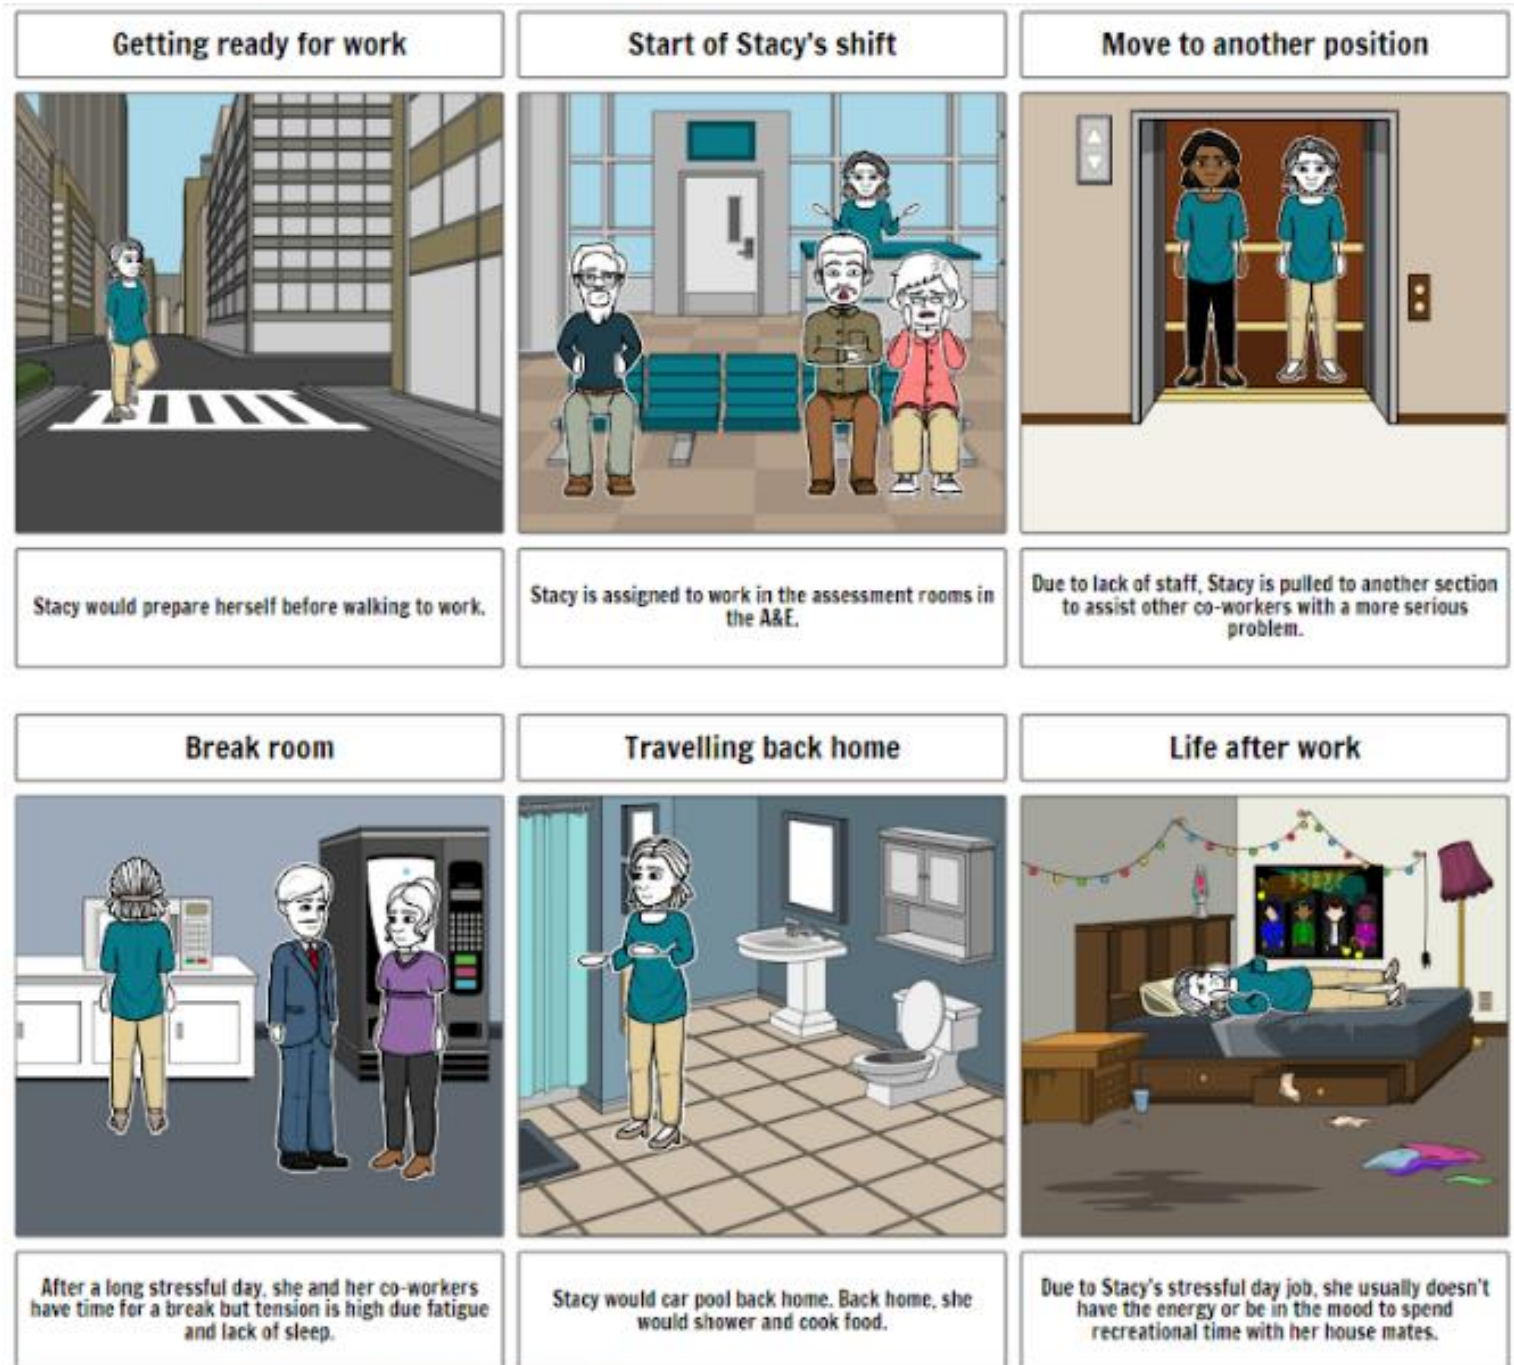 Getting ready for work
Start of Stacy's shift
Move to another position
Stacy would prepare herself before walking to work.
Stacy is assigned to work in the assessment rooms in
the A&E.
Due to lack of staff, Stacy is pulled to another section
to assist other co-workers with a more serious
problem.
Break room
Travelling back home
Life after work
After a long stressful day, she and her co-workers
have time for a break but tension is high due fatigue
and lack of sleep.
Stacy would car pool back home. Back home, she
would shower and cook food.
Due to Stacy's stressful day job, she usually doesn't
have the energy or be in the mood to spend
recreational time with her house mates.